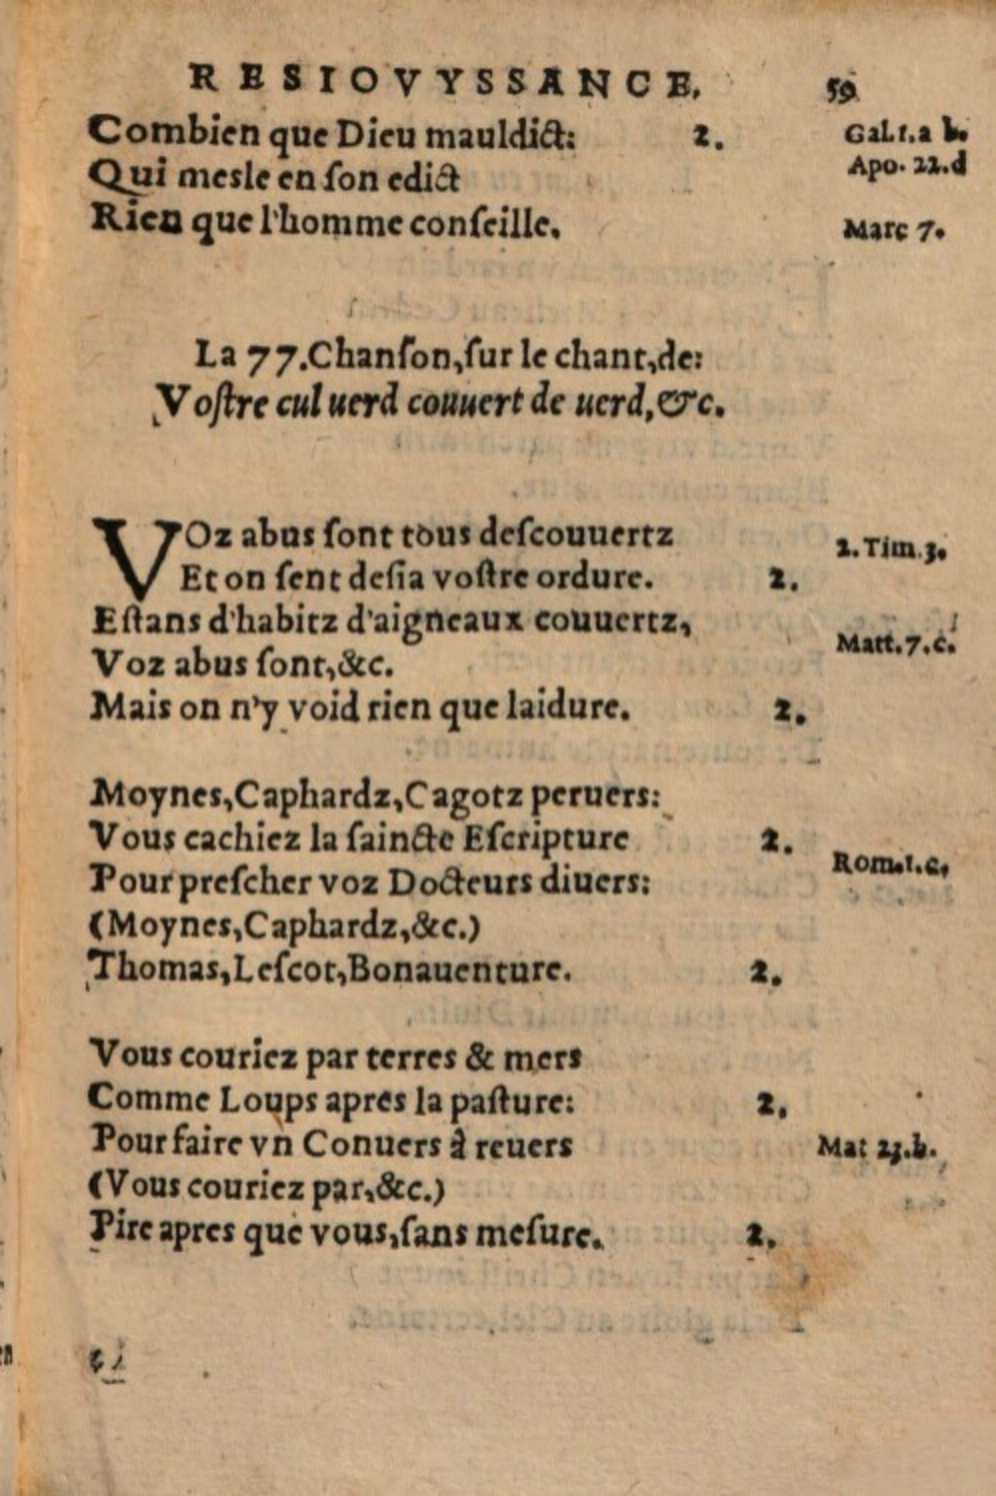 RESIOVYSSANCE. 59
Combien que Dieu mauldict: 2. Gal.1.a b.
Qui mesle en ſon edict Apo. 22.d
Rien que l'homme conſeille. Marc 7.
La 77.Chanſon,ſur le chant,de:
Voſtre cul uerd couuert de uerd,&c.
VOz abus ſont tous deſcouuertz 2.Tim.3.
Et on ſent deſia voſtre ordure. 2.
Eſtans d'habitz d'aigneaux couuertz,
Voz abus ſont,&c. Matt.7.c.
Mais on n'y void rien que laidure. 2.
Moynes,Caphardz,Cagotz peruers:
Vous cachiez la ſaincte Eſcripture 2.
Pour preſcher voz Docteurs diuers: Rom.1.c.
(Moynes,Caphardz,&c.)
Thomas,Leſcot,Bonauenture. 2.
Vous couriez par terres & mers
Comme Loups apres la paſture: 2.
Pour faire vn Conuers à reuers Mat 23.b.
(Vous couriez par,&c.)
Pire apres que vous,ſans meſure. 2.